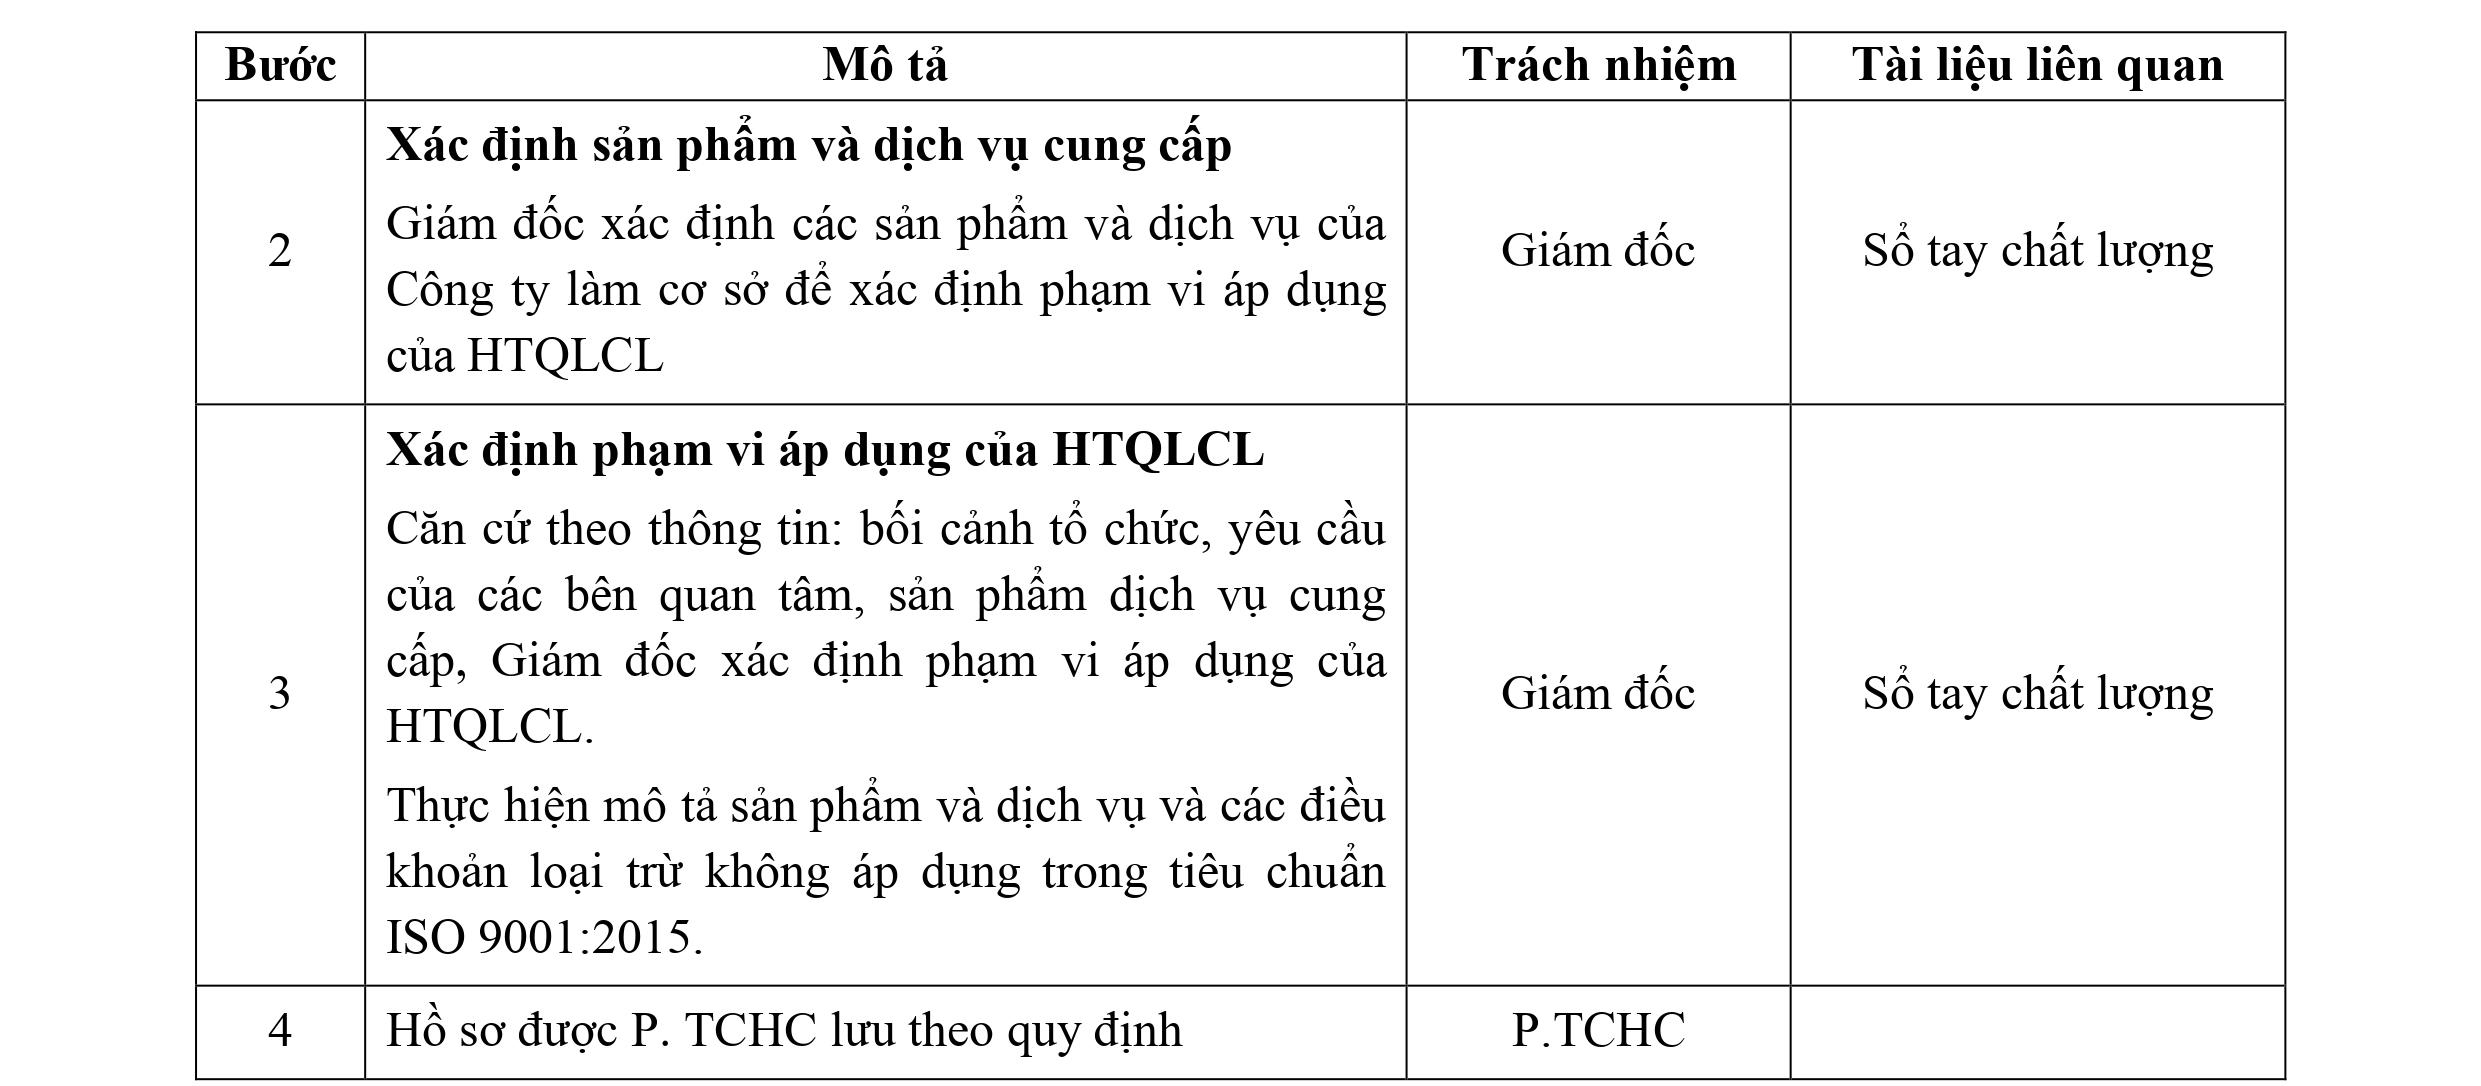 Bước Mô tả Trách nhiệm Tài liệu liên quan
2
Xác định sản phẩm và dịch vụ cung cấp
Giám đốc xác định các sản phẩm và dịch vụ của
Công ty làm cơ sở để xác định phạm vi áp dụng
của HTQLCL
Giám đốc
Sổ tay chất lượng
3
Xác định phạm vi áp dụng của HTQLCL
Căn cứ theo thông tin: bối cảnh tổ chức, yêu cầu
của các bên quan tâm, sản phẩm dịch vụ cung
cấp, Giám đốc xác định phạm vi áp dụng của
HTQLCL.
Thực hiện mô tả sản phẩm và dịch vụ và các điều
khoản loại trừ không áp dụng trong tiêu chuẩn
ISO 9001:2015.
Giám đốc
Sổ tay chất lượng
4
Hồ sơ được P. TCHC lưu theo quy định
P.TCHC